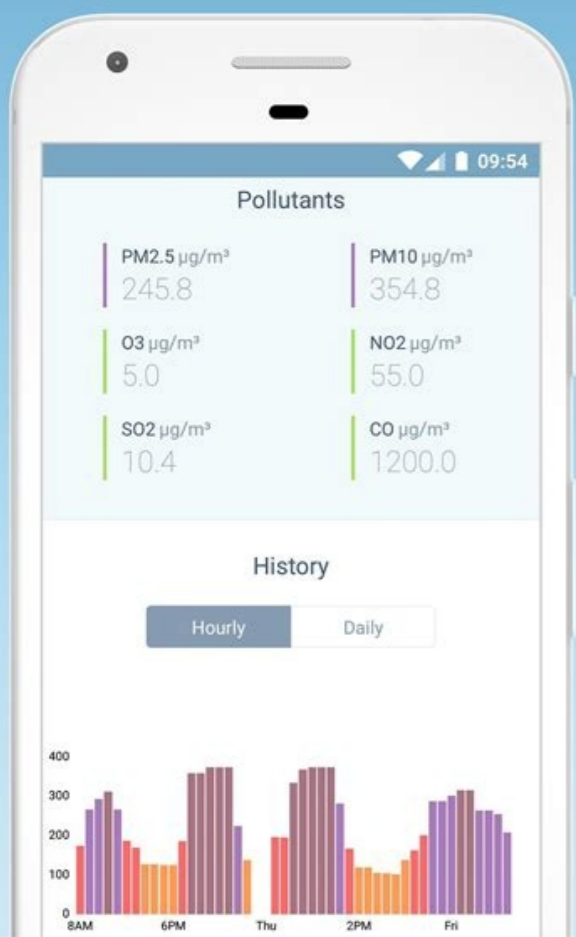 09:54
Pollutants
PM2.5 µg/m³ PM10 µg/m³
245.8 354.8
O3 µg/m³ NO2 µg/m³
5.0 55.0
SO2 µg/m³ CO µg/m³
10.4 1200.0
History
Hourly Daily
400
300
200
100
0
8AM 6PM Thu 2PM Fri